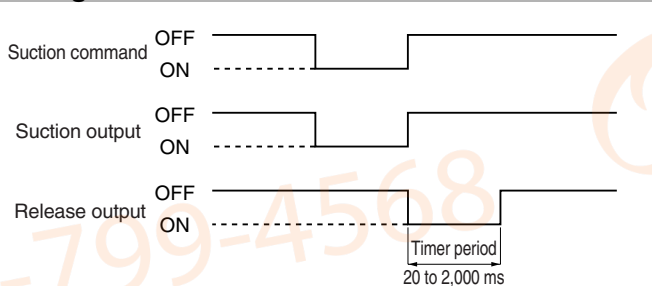 Suction command OFF
ON
Suction output OFF
ON
Release output OFF
ON
Timer period
20 to 2,000 ms
-799-4568